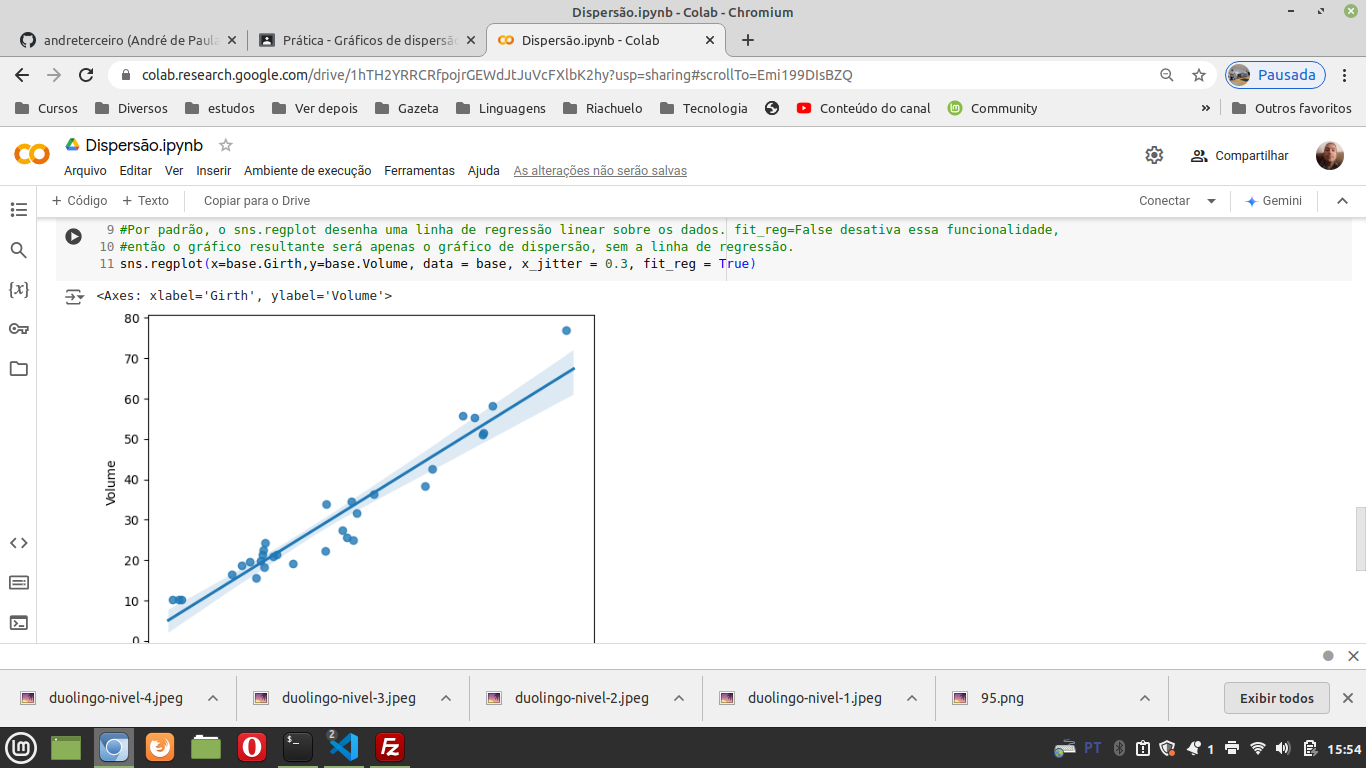 Dispersão.ipynb - Colab - Chromium
andreterceiro (André de Paula
Prática - Gráficos de dispersão
Dispersão.ipynb - Colab
colab.research.google.com/drive/1hTH2YRRCRfpojrGEWdJtJuVcFXlbK2hy?usp=sharing#scrollTo=Emi199DIsBZQ
Pausada
Cursos
Diversos
estudos
Ver depois
Gazeta
Linguagens
Riachuelo
Tecnologia
Conteúdo do canal
Community
»
Outros favoritos
Dispersão.ipynb
Arquivo Editar Ver Inserir Ambiente de execução Ferramentas Ajuda As alterações não serão salvas
Compartilhar
+ Código + Texto Copiar para o Drive
Conectar
Gemini
9 #Por padrão, o sns.regplot desenha uma linha de regressão linear sobre os dados. fit_reg=False desativa essa funcionalidade,
10 #então o gráfico resultante será apenas o gráfico de dispersão, sem a linha de regressão.
11 sns.regplot(x=base.Girth,y=base.Volume, data = base, x_jitter = 0.3, fit_reg = True)
{x}
<Axes: xlabel='Girth', ylabel='Volume'>
80
70
60
50
40
30
20
10
0
Volume
duolingo-nivel-4.jpeg
duolingo-nivel-3.jpeg
duolingo-nivel-2.jpeg
duolingo-nivel-1.jpeg
95.png
Exibir todos
2
PT
1
15:54